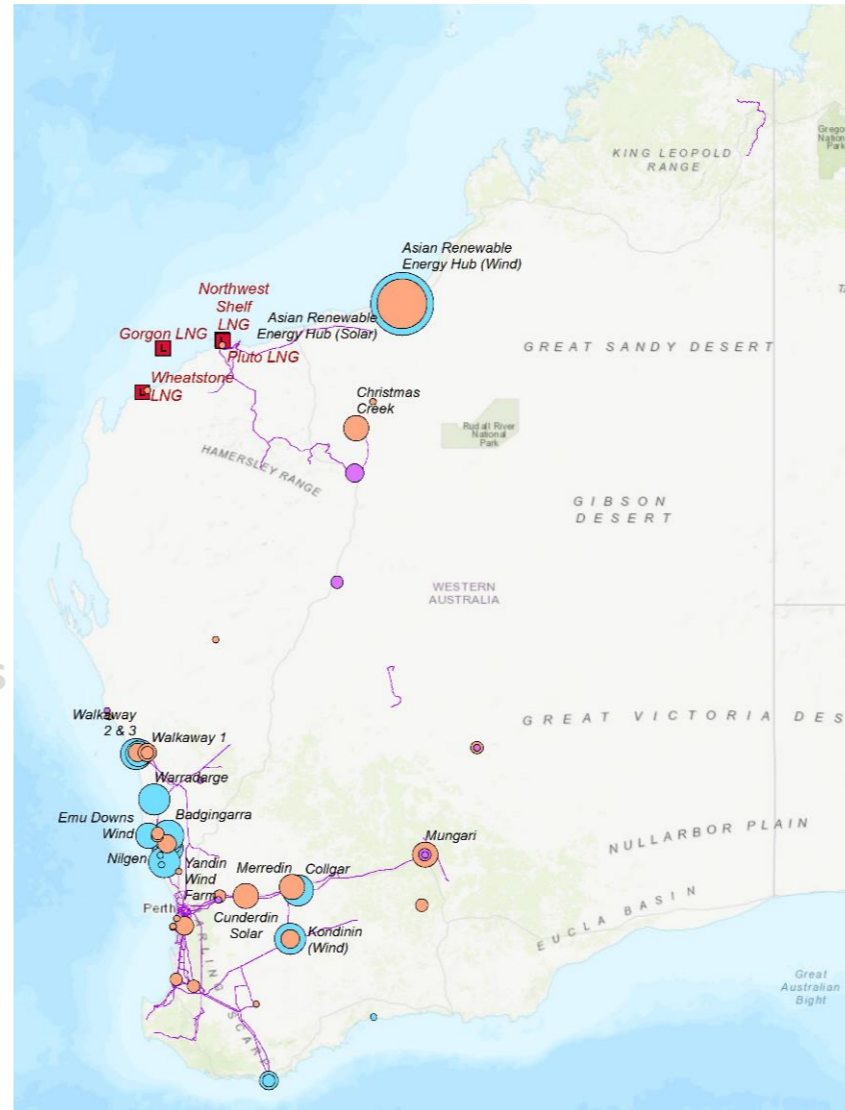 KING LEOPOLD
RANGE
Asian Renewable
Energy Hub (Wind)
Northwest
Shelf
LNG
Asian Renewable
Energy Hub (Solar)
Gorgon LNG
L
L
Pluto LNG
GREAT SANDY DESERT
Wheatstone
LNG
L
Christmas
Creek
Rudall River
National
Park
HAMERSLEY RANGE
GIBSON
DESERT
WESTERN
AUSTRALIA
s
Walkaway
2 & 3
Walkaway 1
GREAT VICTORIA DES
Warradarge
Emu Downs
Wind
Badgingarra
Mungari
NULLARBOR PLAIN
Nilgen
Yandin
Wind
Farm
Merredin
Collgar
Perth
Cunderdin
Solar
Kondinin
(Wind)
EUCLA BASIN
ARLING SCARP
Great
Australian
Bight